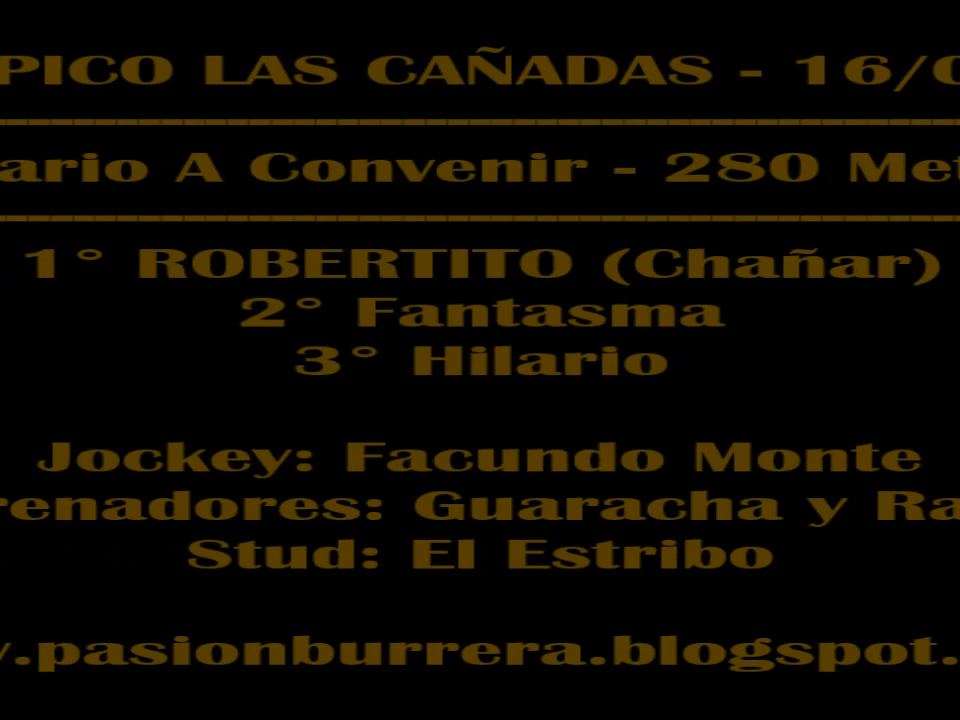 PICO LAS CAÑADAS - 16/0
ario A Convenir - 280 Met
1° ROBERTITO (Chañar)
2° Fantasma
3° Hilario
Jockey: Facundo Monte
renadores: Guaracha y Ra
Stud: El Estribo
.pasionburrera.blogspot.